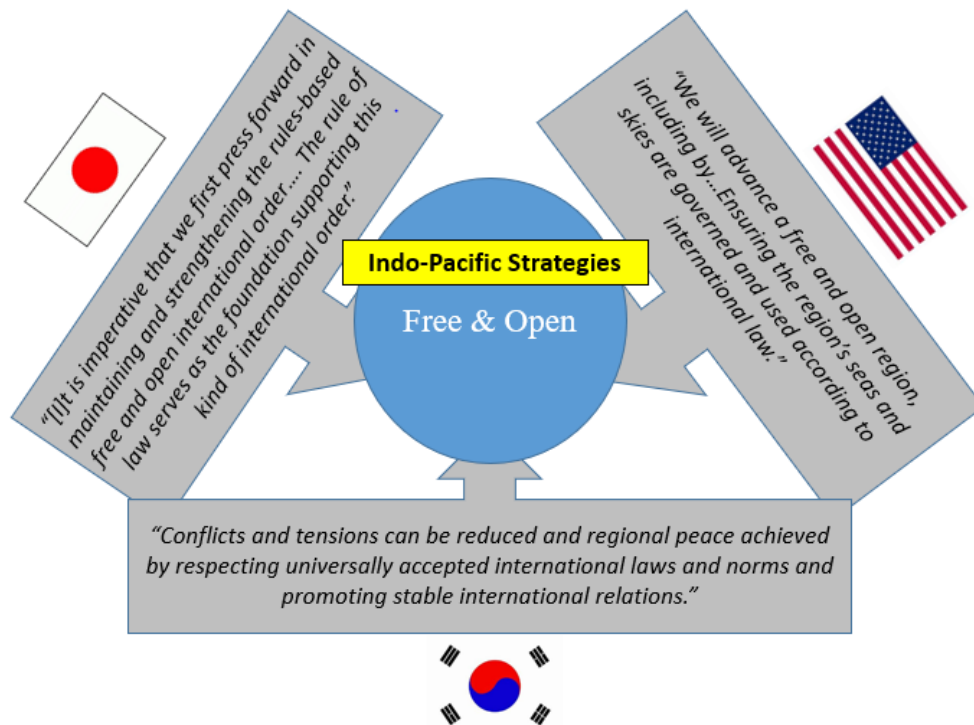 “[I]t is imperative that we first press forward in
maintaining and strengthening the rules-based
free and open international order.... The rule of
law serves as the foundation supporting this
kind of international order.”
“We will advance a free and open region,
including by...Ensuring the region’s seas and
skies are governed and used according to
international law.”
Indo-Pacific Strategies
Free & Open
“Conflicts and tensions can be reduced and regional peace achieved
by respecting universally accepted international laws and norms and
promoting stable international relations.”